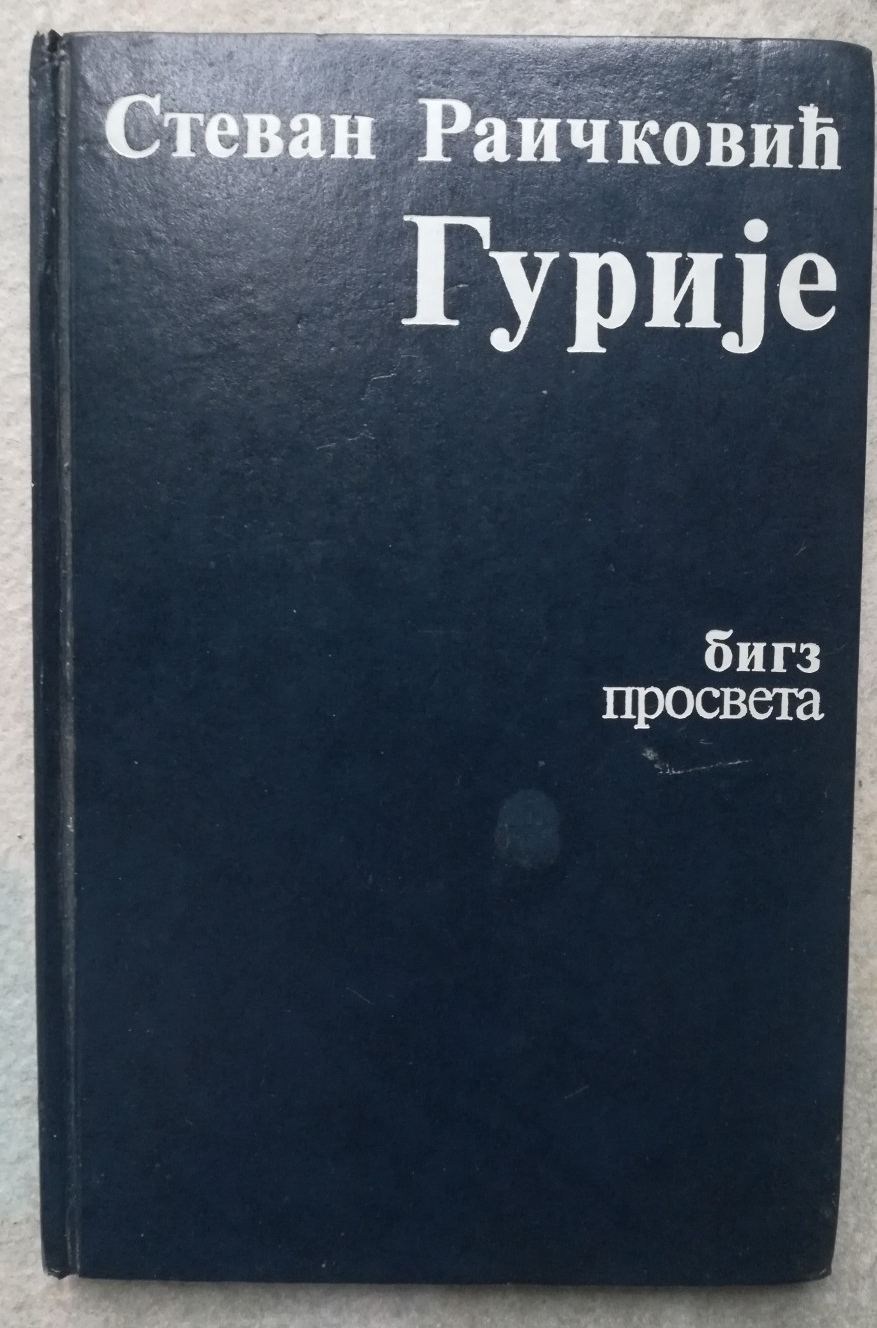 Стеван Раичковић
Гурије
бигз
просвета